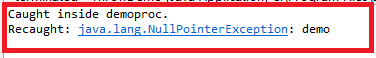 Caught inside demoproc.
Recaught: java.lang.NullPointerException: demo